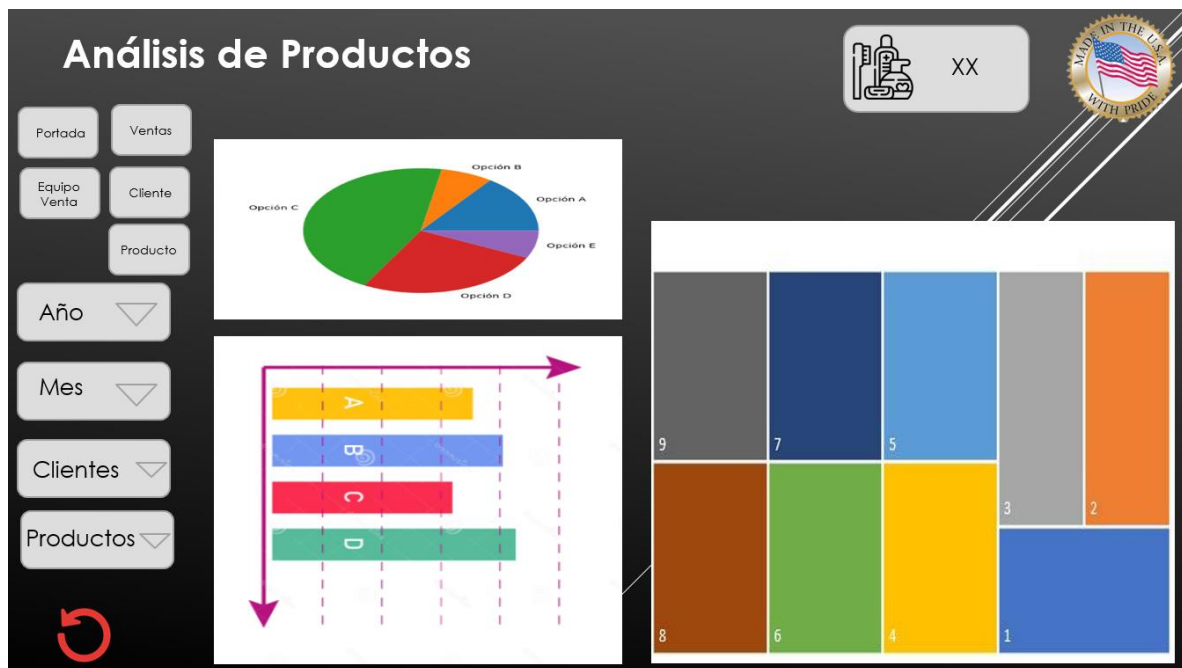 Análisis de Productos
XX
MADE IN THE U.S.A.
WITH PRIDE
Portada
Ventas
Equipo
Venta
Cliente
Producto
Año
Mes
Clientes
Productos
Opción B
Opción A
Opción C
Opción E
Opción D
A
B
C
D
9
7
5
3
2
8
6
4
1